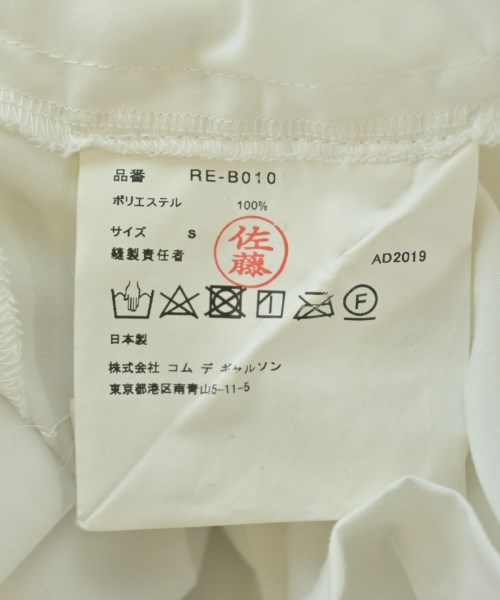 品番 RE-B010
ポリエステル 100%
サイズ S
縫製責任者 佐藤 AD2019
F
日本製
株式会社 コム デ ギャルソン
東京都港区南青山5-11-5